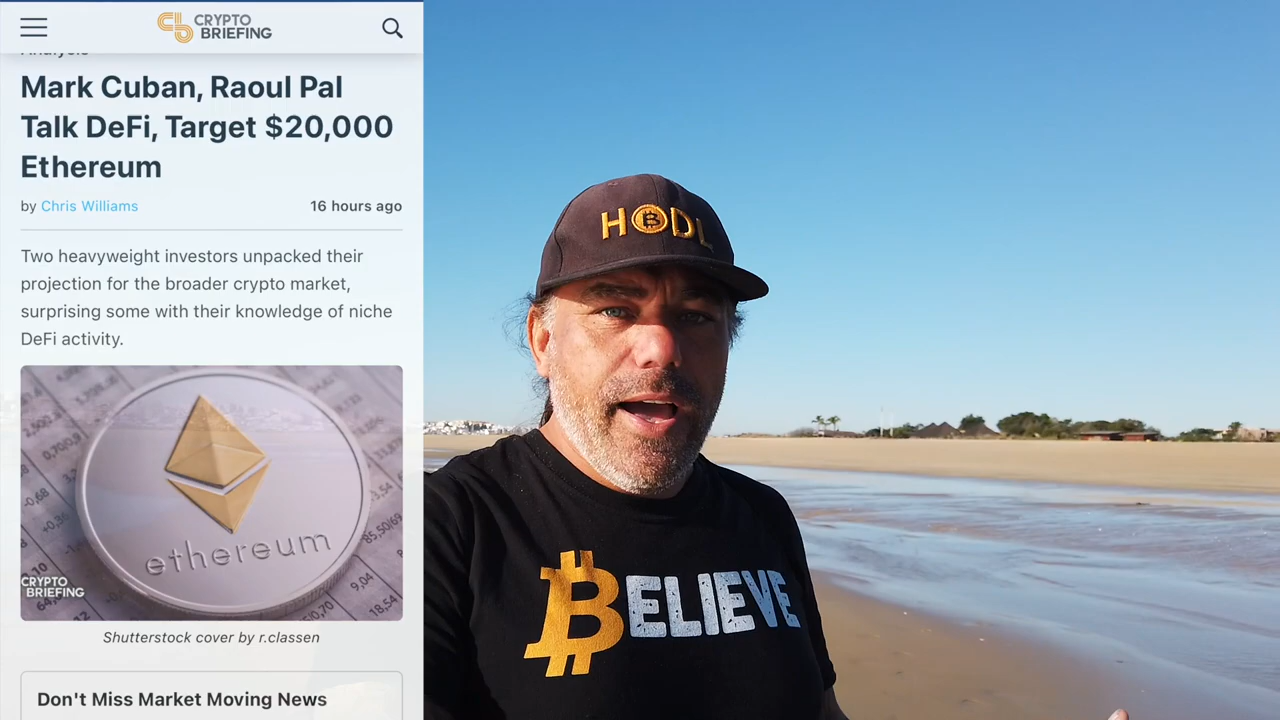 CRYPTO
BRIEFING
Analysis
Mark Cuban, Raoul Pal
Talk DeFi, Target $20,000
Ethereum
by Chris Williams
16 hours ago
Two heavyweight investors unpacked their
projection for the broader crypto market,
surprising some with their knowledge of niche
DeFi activity.
ethereum
CRYPTO
BRIEFING
Shutterstock cover by r.classen
Don't Miss Market Moving News
HODL
BELIEVE